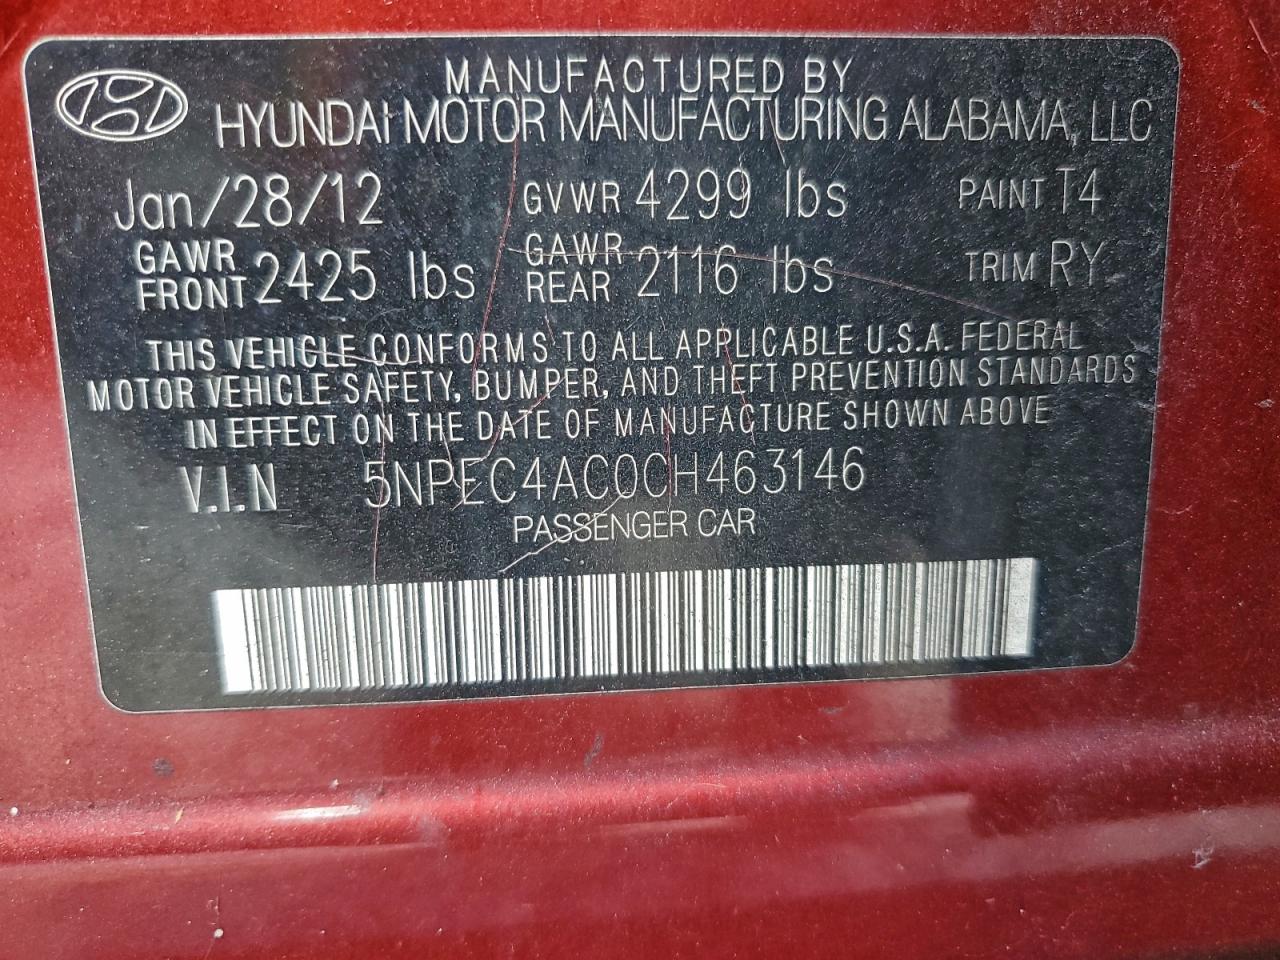 MANUFACTURED BY
HYUNDAI MOTOR MANUFACTURING ALABAMA, LLC
Jan/28/12 GVWR 4299 lbs PAINT T4
GAWR FRONT 2425 lbs GAWR REAR 2116 lbs TRIM RY
THIS VEHICLE CONFORMS TO ALL APPLICABLE U.S.A. FEDERAL
MOTOR VEHICLE SAFETY, BUMPER, AND THEFT PREVENTION STANDARDS
IN EFFECT ON THE DATE OF MANUFACTURE SHOWN ABOVE
V.I.N 5NPEC4AC0CH463146
PASSENGER CAR